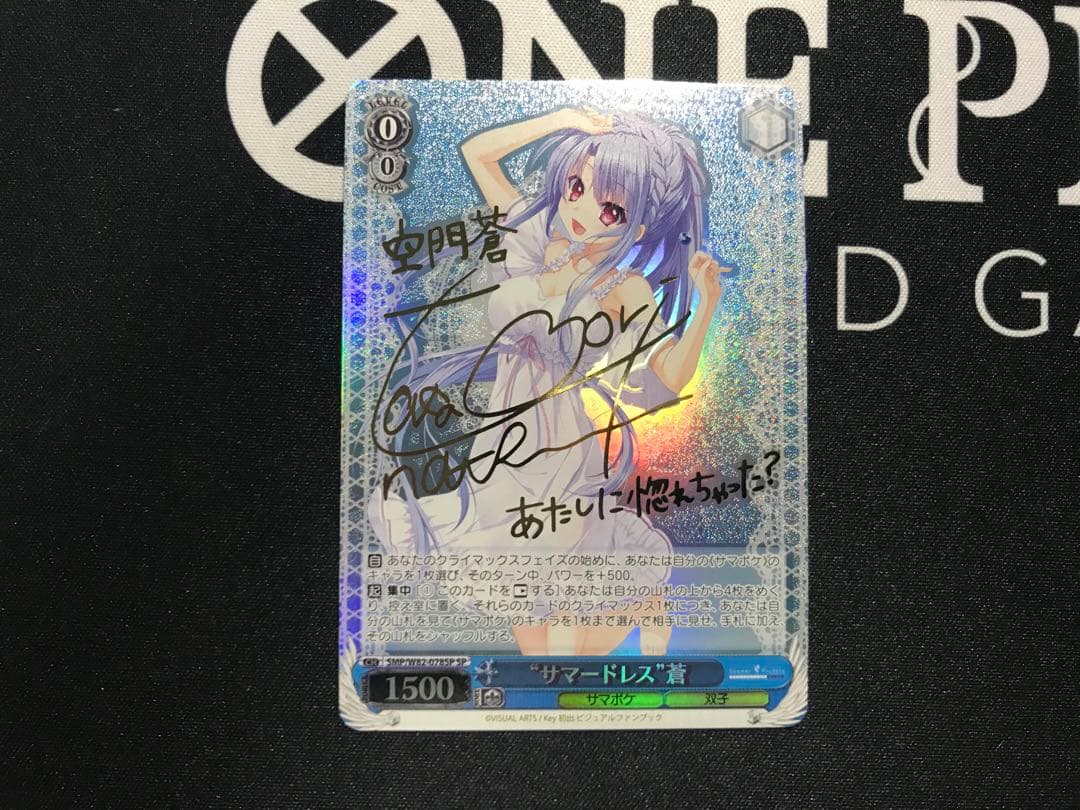 ONE PI
D GA
LEVEL
0
0
COST
1
空門蒼
あたしに惚れちゃった?
【自】 あなたのクライマックスフェイズの始めに、あなたは自分の《サマポケ》の
キャラを1枚選び、そのターン中、パワーを+500。
【起】 集中 [① このカードを する] あなたは自分の山札の上から4枚をめく
り、控え室に置く。それらのカードのクライマックス1枚につき、あなたは自
分の山札を見て《サマポケ》のキャラを1枚まで選んで相手に見せ、手札に加え、
その山札をシャッフルする。
CH SMP/W82-078SP SP
"サマードレス"蒼
1500
サマポケ 双子
©VISUAL ARTS / Key 初出:ビジュアルファンブック